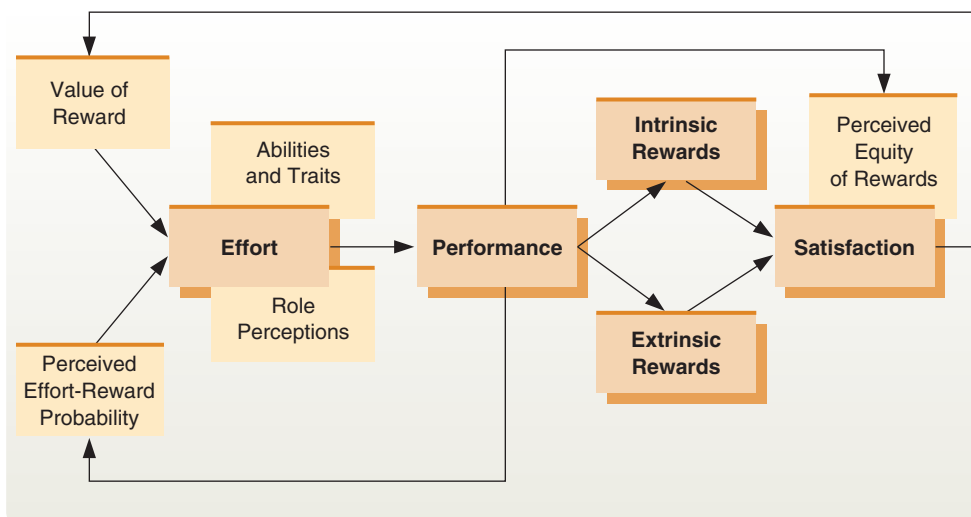 Value of
Reward
Abilities
and Traits
Intrinsic
Rewards
Perceived
Equity
of Rewards
Effort
Performance
Satisfaction
Role
Perceptions
Extrinsic
Rewards
Perceived
Effort-Reward
Probability